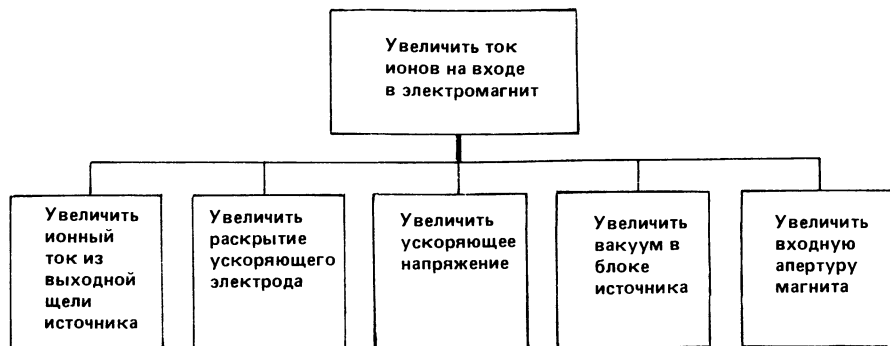 Увеличить ток
ионов на входе
в электромагнит
Увеличить
ионный
ток из
выходной
щели
источника
Увеличить
раскрытие
ускоряющего
электрода
Увеличить
ускоряющее
напряжение
Увеличить
вакуум в
блоке
источника
Увеличить
входную
апертуру
магнита